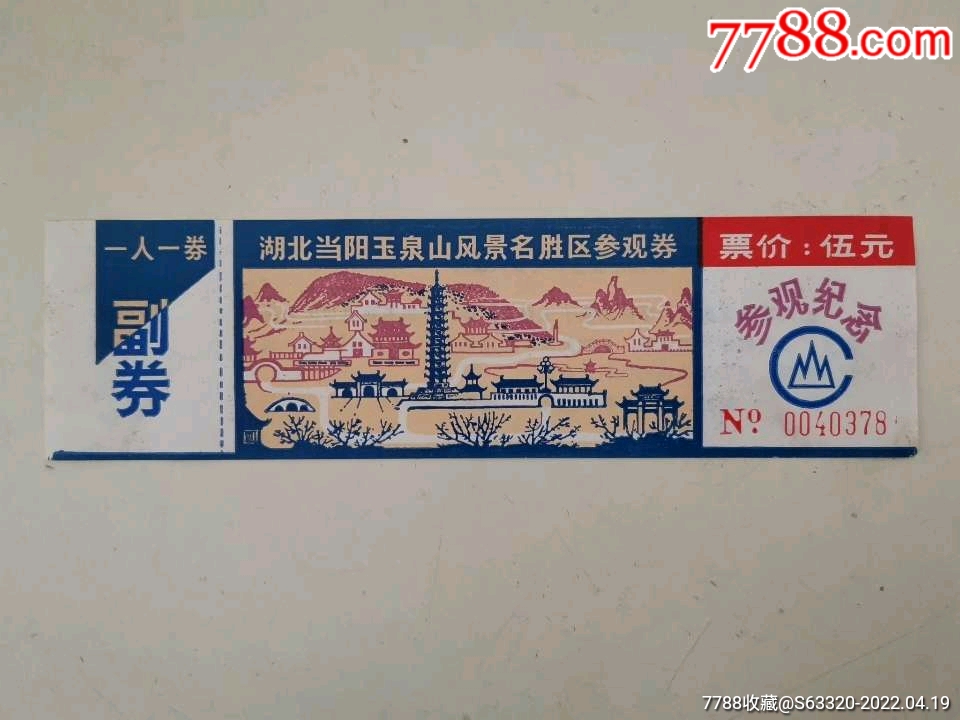 7788.com
一人一券
副券
湖北当阳玉泉山风景名胜区参观券
票价：伍元
参观纪念
Nº 0040378
7788收藏@S63320-2022.04.19